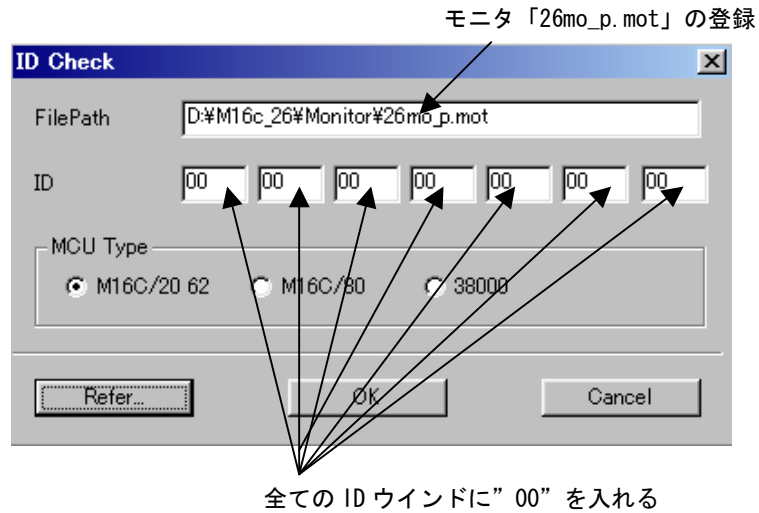 モニタ「26mo_p.mot」の登録
ID Check
FilePath D:¥M16c_26¥Monitor¥26mo_p.mot
ID 00 00 00 00 00 00 00
MCU Type
M16C/20 62 M16C/80 38000
Refer... OK Cancel
全ての ID ウインドに”00”を入れる